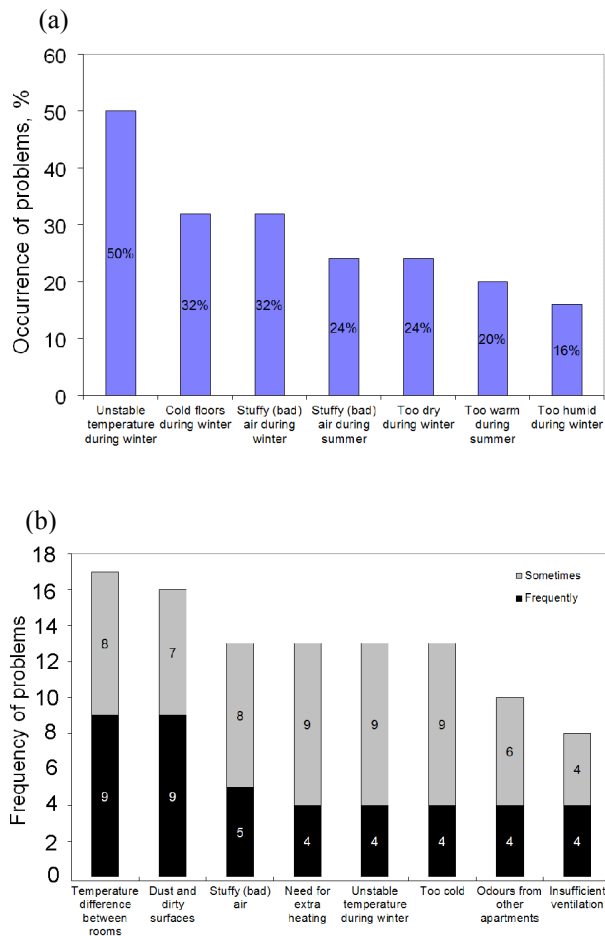 (a)
Occurrence of problems, %
60
50
40
30
20
10
0
50%
32%
32%
24%
24%
20%
16%
Unstable temperature during winter
Cold floors during winter
Stuffy (bad) air during winter
Stuffy (bad) air during summer
Too dry during winter
Too warm during summer
Too humid during winter
(b)
Frequency of problems
18
16
14
12
10
8
6
4
2
0
Sometimes
Frequently
8
7
8
9
9
9
6
4
9
9
5
4
4
4
4
4
Temperature difference between rooms
Dust and dirty surfaces
Stuffy (bad) air
Need for extra heating
Unstable temperature during winter
Too cold
Odours from other apartments
Insufficient ventilation